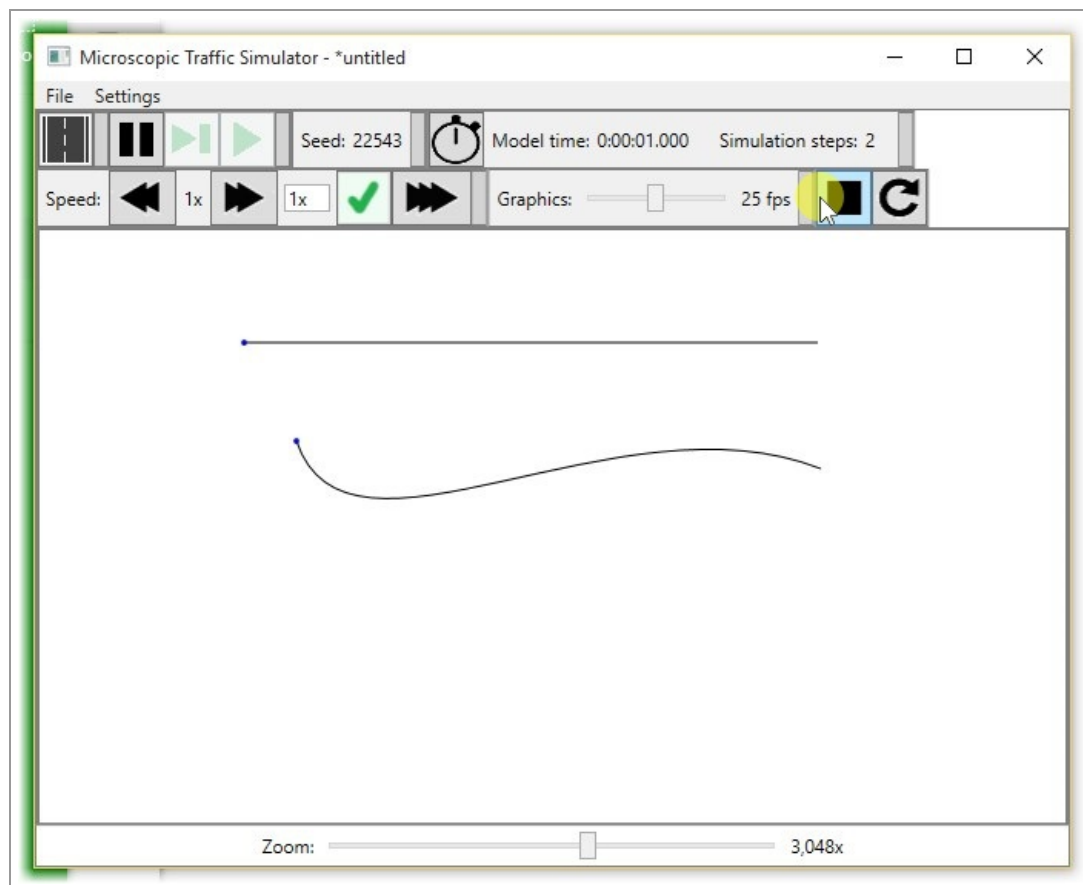 Microscopic Traffic Simulator - *untitled
File Settings
Seed: 22543 Model time: 0:00:01.000 Simulation steps: 2
Speed: 1x 1x Graphics: 25 fps
Zoom: 3,048x